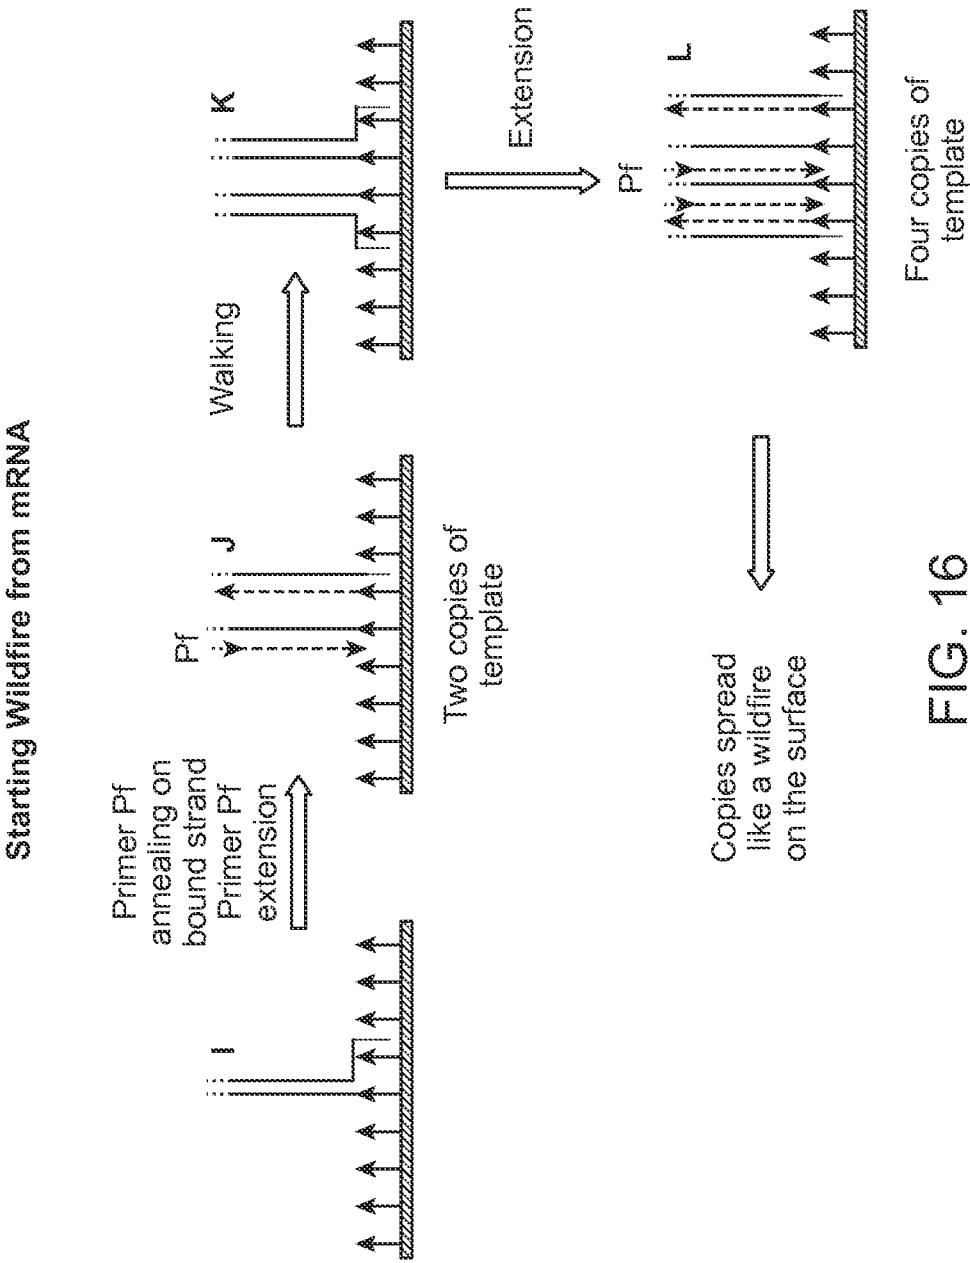 Starting Wildfire from mRNA
I
Primer Pf
annealing on
bound strand
Primer Pf
extension
Pf
J
Two copies of
template
Walking
K
Extension
Pf
L
Four copies of
template
Copies spread
like a wildfire
on the surface
FIG. 16